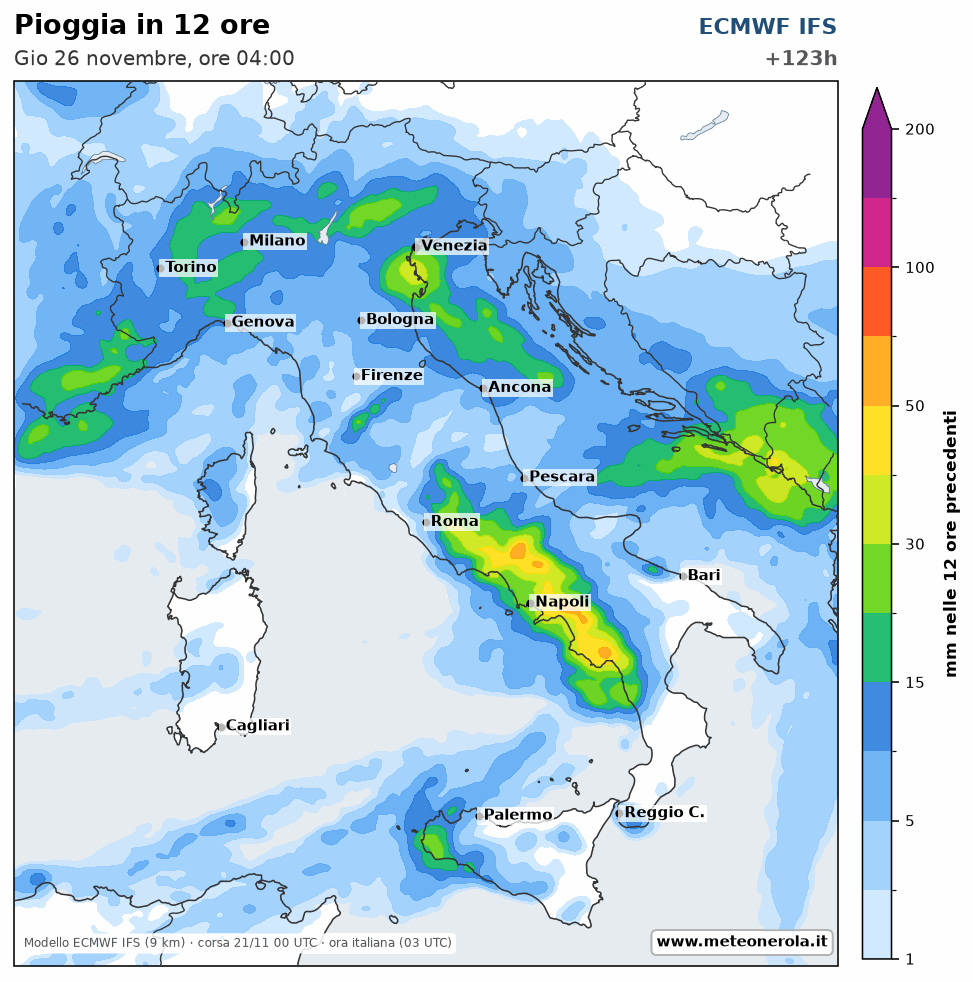 Pioggia in 12 ore
ECMWF IFS
Gio 26 novembre, ore 04:00
+123h
200
Milano
Venezia
Torino
100
Genova
Bologna
Firenze
Ancona
50
Pescara
Roma
30
Bari
Napoli
15
Cagliari
Palermo
Reggio C.
5
1
mm nelle 12 ore precedenti
Modello ECMWF IFS (9 km) · corsa 21/11 00 UTC · ora italiana (03 UTC)
www.meteonerola.it